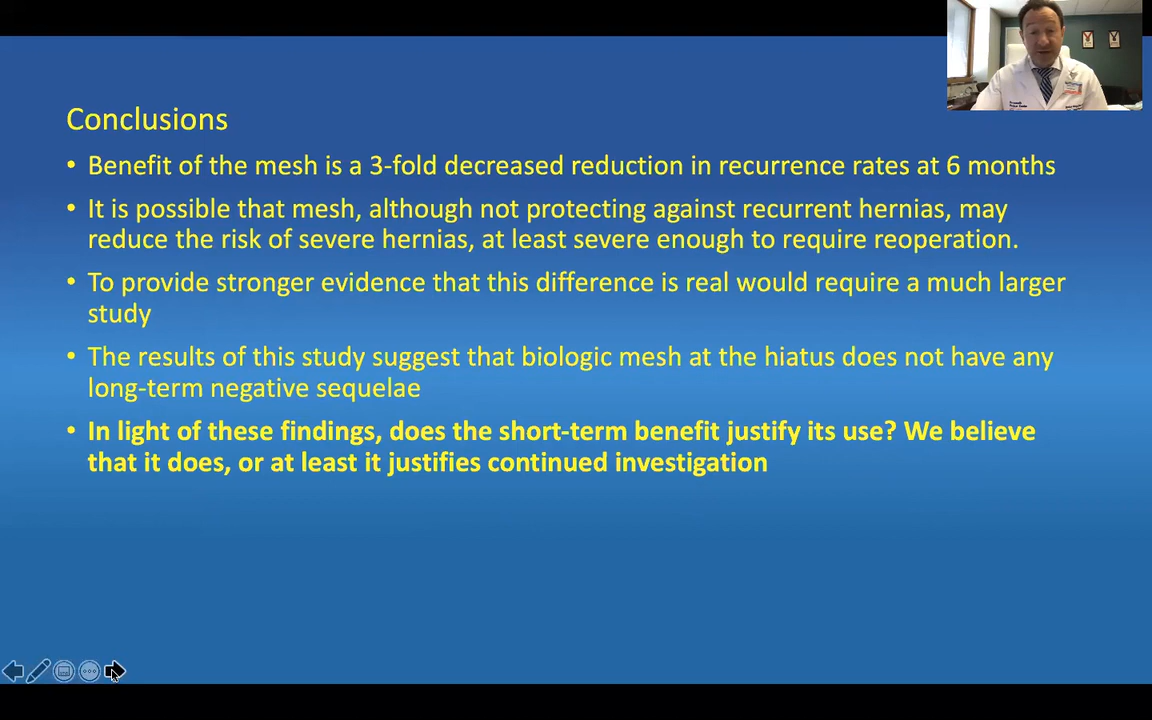 Conclusions
• Benefit of the mesh is a 3-fold decreased reduction in recurrence rates at 6 months
• It is possible that mesh, although not protecting against recurrent hernias, may
reduce the risk of severe hernias, at least severe enough to require reoperation.
• To provide stronger evidence that this difference is real would require a much larger
study
• The results of this study suggest that biologic mesh at the hiatus does not have any
long-term negative sequelae
• In light of these findings, does the short-term benefit justify its use? We believe
that it does, or at least it justifies continued investigation